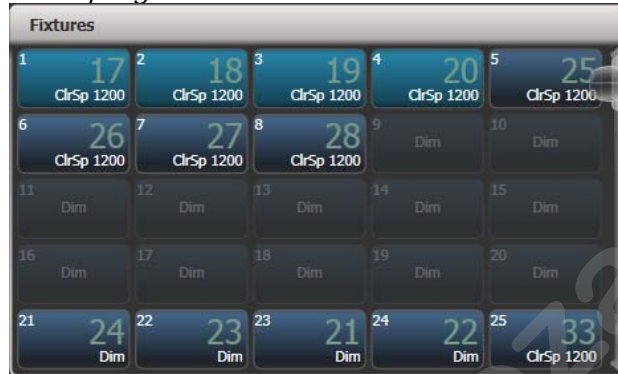 Fixtures
1 17 2 18 3 19 4 20 5 25
ClrSp 1200 ClrSp 1200 ClrSp 1200 ClrSp 1200 ClrSp 1200
6 26 7 27 8 28 9 10
ClrSp 1200 ClrSp 1200 ClrSp 1200 Dim Dim
11 12 13 14 15
Dim Dim Dim Dim Dim
16 17 18 19 20
Dim Dim Dim Dim Dim
21 24 22 23 23 21 24 22 25 33
Dim Dim Dim Dim ClrSp 1200